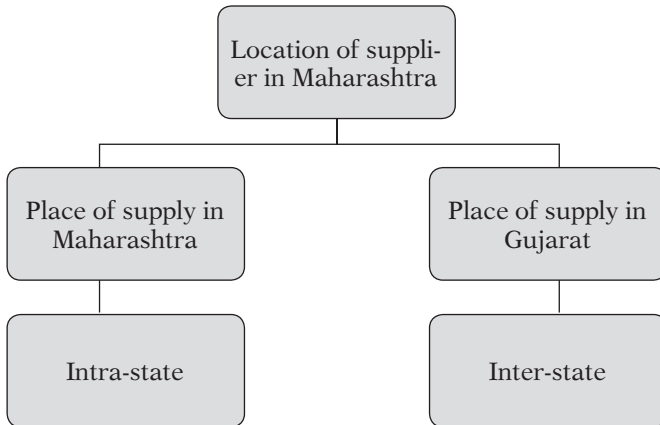 Location of suppli-
er in Maharashtra
Place of supply in
Maharashtra
Place of supply in
Gujarat
Intra-state
Inter-state